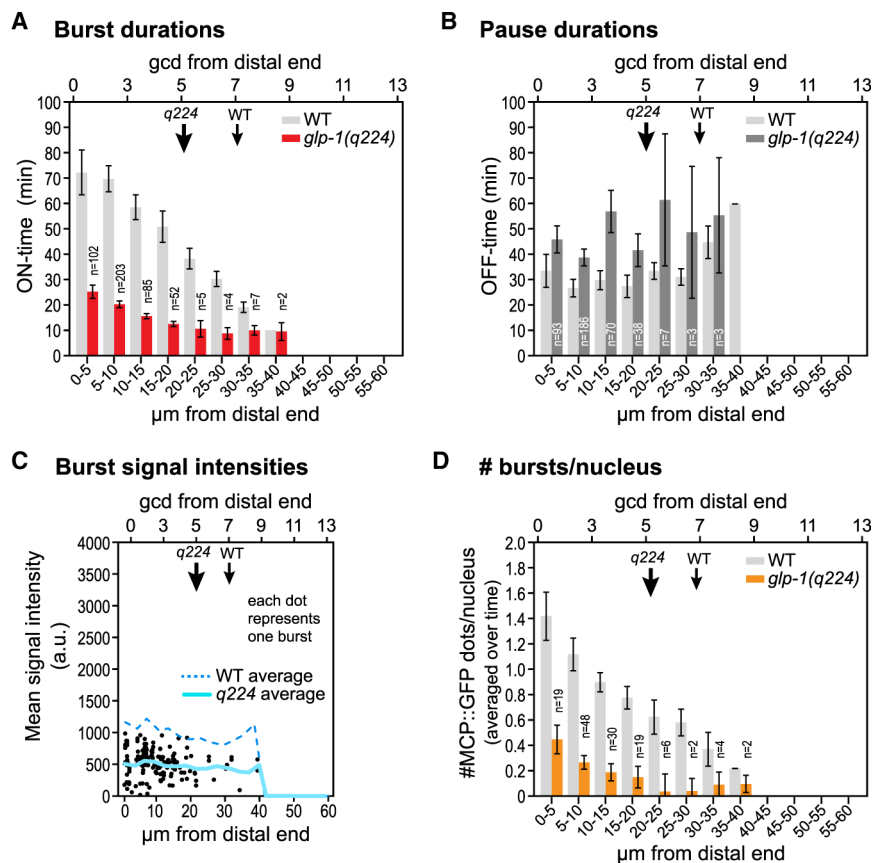 A Burst durations
gcd from distal end
0 3 5 7 9 11 13
q224 WT
WT
glp-1(q224)
ON-time (min)
100
90
80
70
60
50
40
30
20
10
0
n=102
n=203
n=85
n=52
n=5
n=4
n=7
n=2
0-5 5-10 10-15 15-20 20-25 25-30 30-35 35-40 40-45 45-50 50-55 55-60
µm from distal end
B Pause durations
gcd from distal end
0 3 5 7 9 11 13
q224 WT
WT
glp-1(q224)
OFF-time (min)
100
90
80
70
60
50
40
30
20
10
0
n=93
n=186
n=70
n=38
n=7
n=3
n=3
0-5 5-10 10-15 15-20 20-25 25-30 30-35 35-40 40-45 45-50 50-55 55-60
µm from distal end
C Burst signal intensities
gcd from distal end
0 3 5 7 9 11 13
q224 WT
each dot
represents
one burst
WT average
q224 average
Mean signal intensity
(a.u.)
4000
3500
3000
2500
2000
1500
1000
500
0
0 10 20 30 40 50 60
µm from distal end
D # bursts/nucleus
gcd from distal end
0 3 5 7 9 11 13
q224 WT
WT
glp-1(q224)
#MCP::GFP dots/nucleus
(averaged over time)
2.0
1.8
1.6
1.4
1.2
1.0
0.8
0.6
0.4
0.2
0
n=19
n=48
n=30
n=19
n=6
n=2
n=4
n=2
0-5 5-10 10-15 15-20 20-25 25-30 30-35 35-40 40-45 45-50 50-55 55-60
µm from distal end